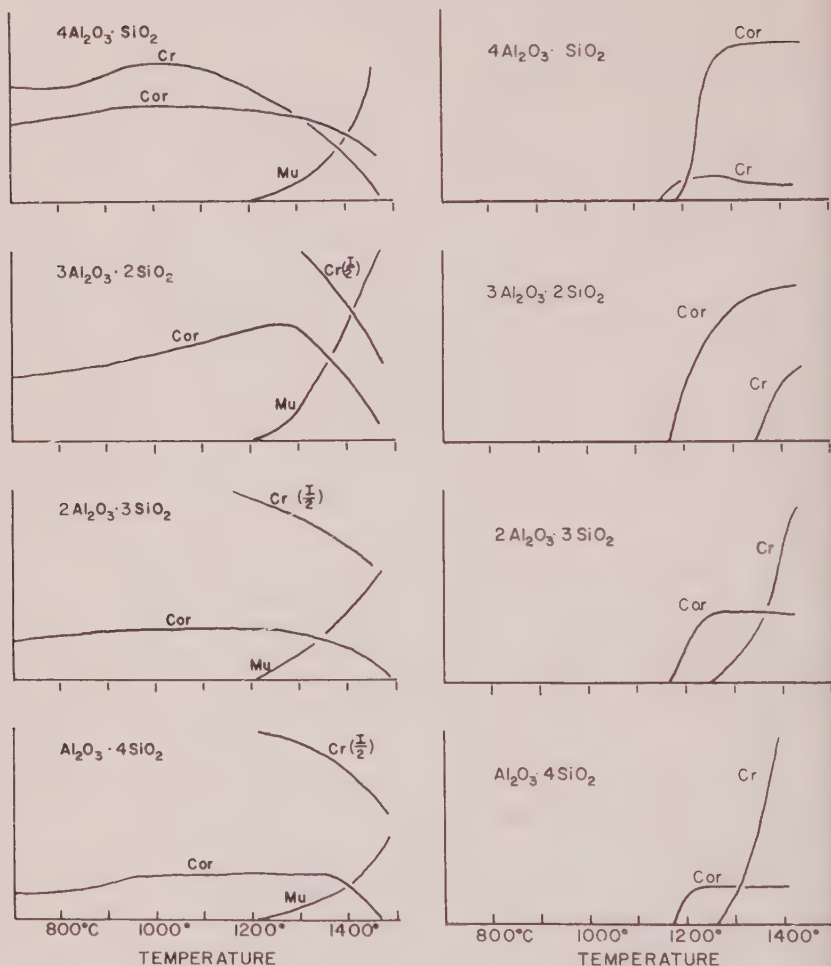 4Al₂O₃·SiO₂
Cr
Cor
Mu
3Al₂O₃·2SiO₂
Cr(I/2)
Cor
Mu
2Al₂O₃·3SiO₂
Cr (I/2)
Cor
Mu
Al₂O₃·4SiO₂
Cr(I/2)
Cor
Mu
800°C 1000° 1200° 1400°
TEMPERATURE
4Al₂O₃· SiO₂
Cor
Cr
3Al₂O₃·2SiO₂
Cor
Cr
2Al₂O₃·3SiO₂
Cr
Cor
Al₂O₃·4SiO₂
Cr
Cor
800°C 1000° 1200° 1400°
TEMPERATURE